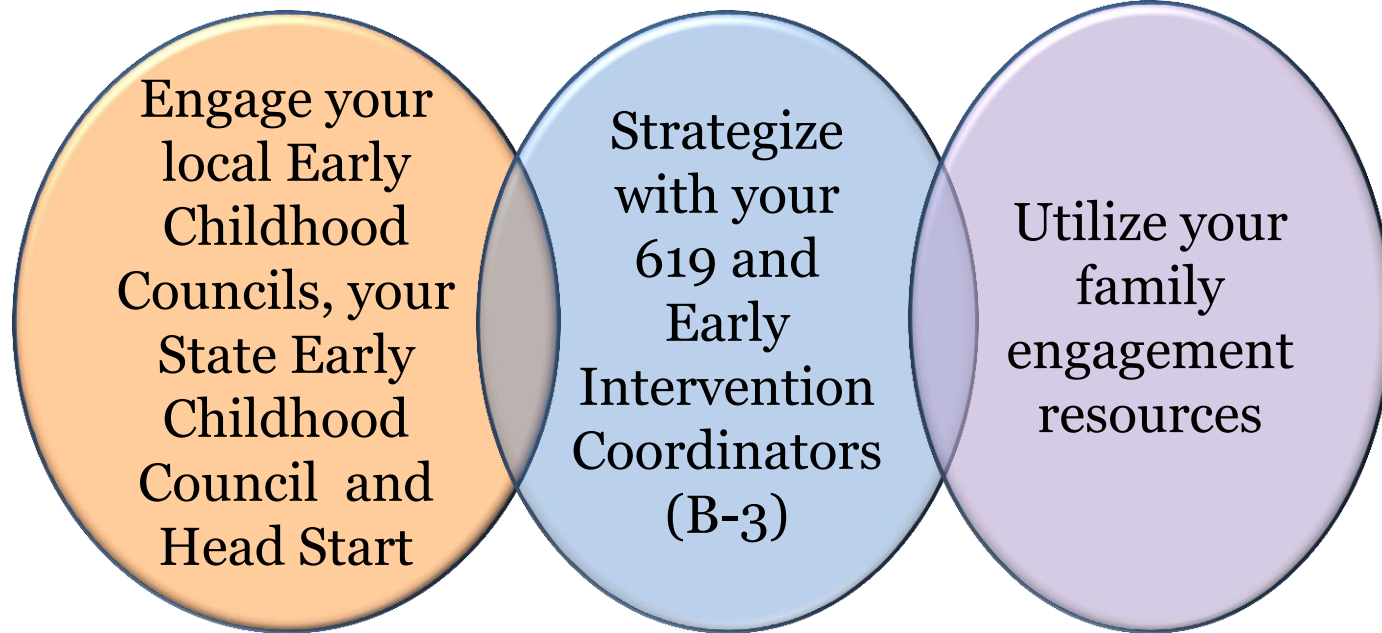 Engage your
local Early
Childhood
Councils, your
State Early
Childhood
Council  and
Head Start
Strategize
with your
619 and
Early
Intervention
Coordinators
(B-3)
Utilize your
family
engagement
resources